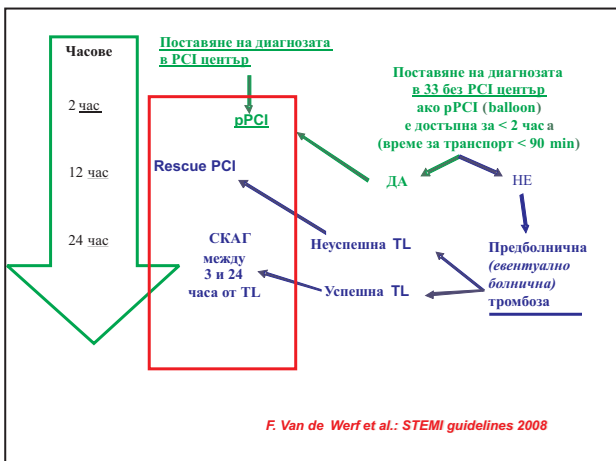 Часове
2 час
12 час
24 час
Поставяне на диагнозата
в PCI център
pPCI
Rescue PCI
СКАГ
между
3 и 24
часа от TL
Поставяне на диагнозата
в 33 без PCI център
ако pPCI (balloon)
е достъпна за < 2 часа
(време за транспорт < 90 min)
ДА
НЕ
Неуспешна TL
Успешна TL
Предболнична
(евентуално
болнична)
тромбоза
F. Van de Werf et al.: STEMI guidelines 2008